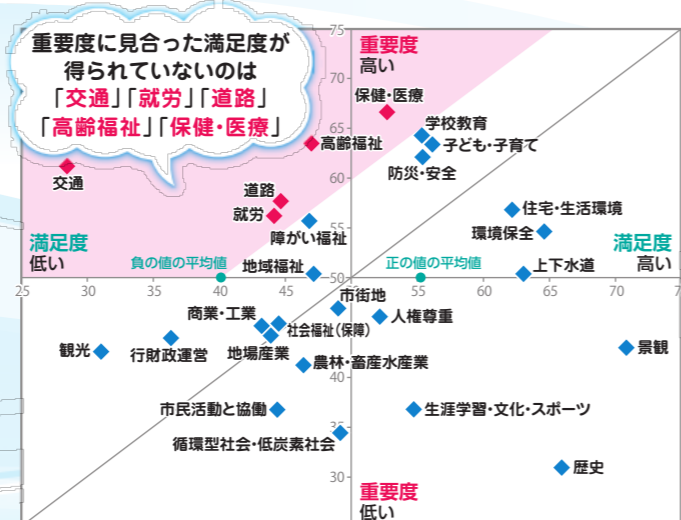 重要度に見合った満足度が
得られていないのは
「交通」「就労」「道路」
「高齢福祉」「保健・医療」
75
重要度
高い
70
保健・医療
65
学校教育
高齢福祉
子ども・子育て
防災・安全
60
交通
道路
就労
住宅・生活環境
55
障がい福祉
環境保全
満足度
低い
負の値の平均値
地域福祉
正の値の平均値
上下水道
満足度
高い
50
25
30
35
45
55
60
65
70
市街地
商業・工業
社会福祉(保障)
人権尊重
観光
行財政運営
地場産業
農林・畜産水産業
景観
40
市民活動と協働
生涯学習・文化・スポーツ
循環型社会・低炭素社会
歴史
30
重要度
低い